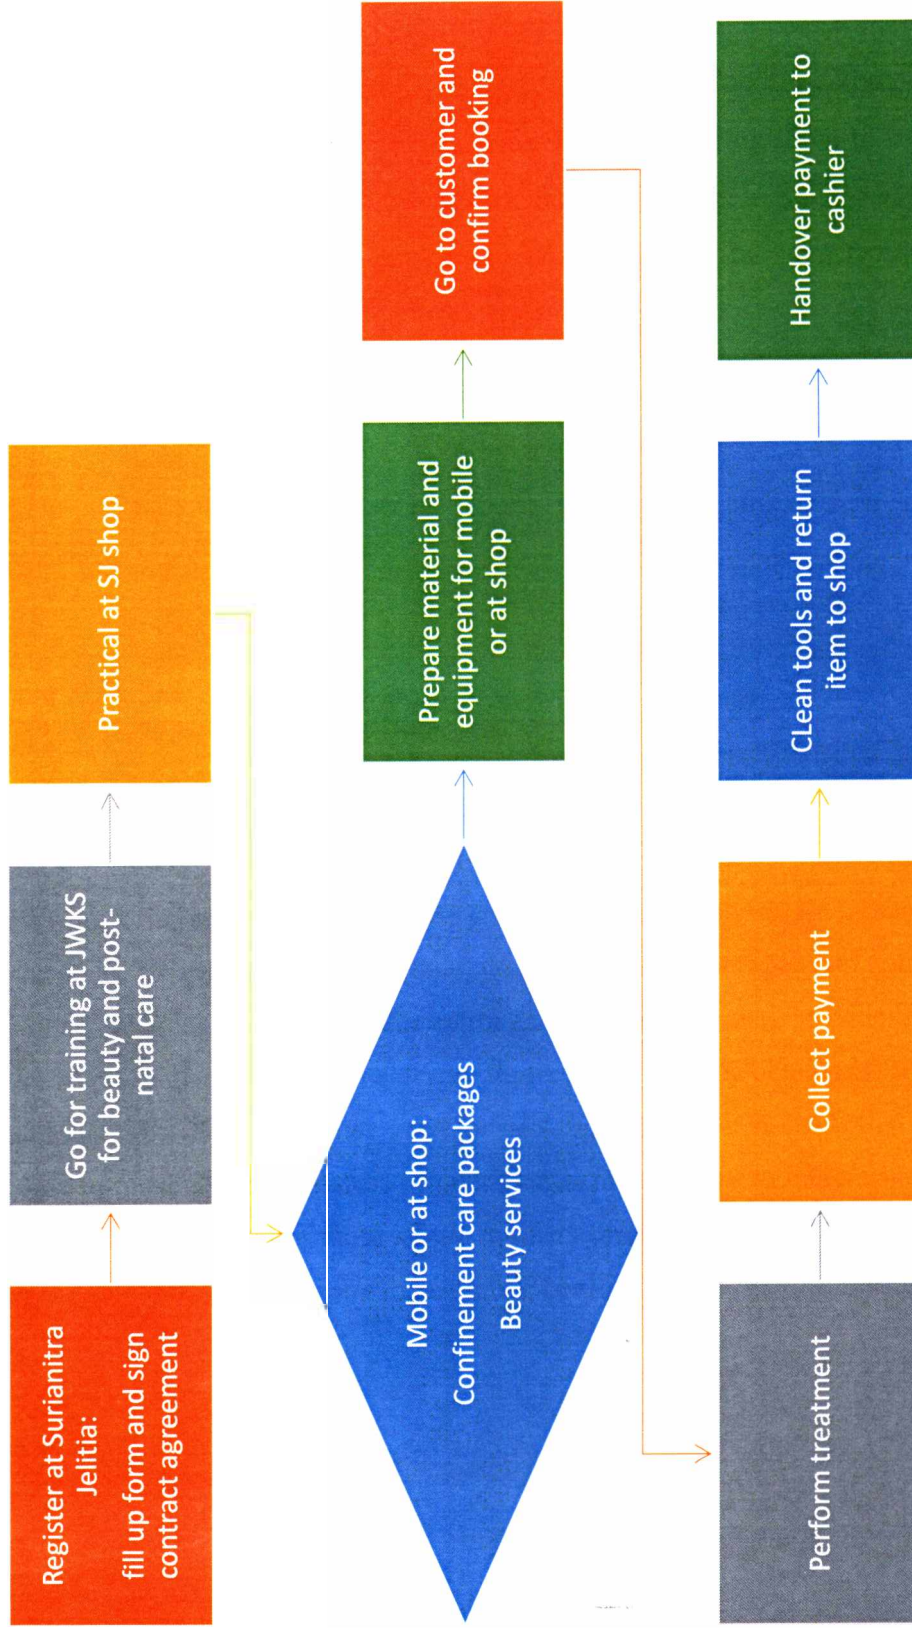 Register at Surianitra
Jelitia:
fill up form and sign
contract agreement
Go for training at JWKS
for beauty and post-
natal care
Practical at SJ shop
Mobile or at shop:
Confinement care packages
Beauty services
Prepare material and
equipment for mobile
or at shop
Go to customer and
confirm booking
Perform treatment
Collect payment
CLean tools and return
item to shop
Handover payment to
cashier